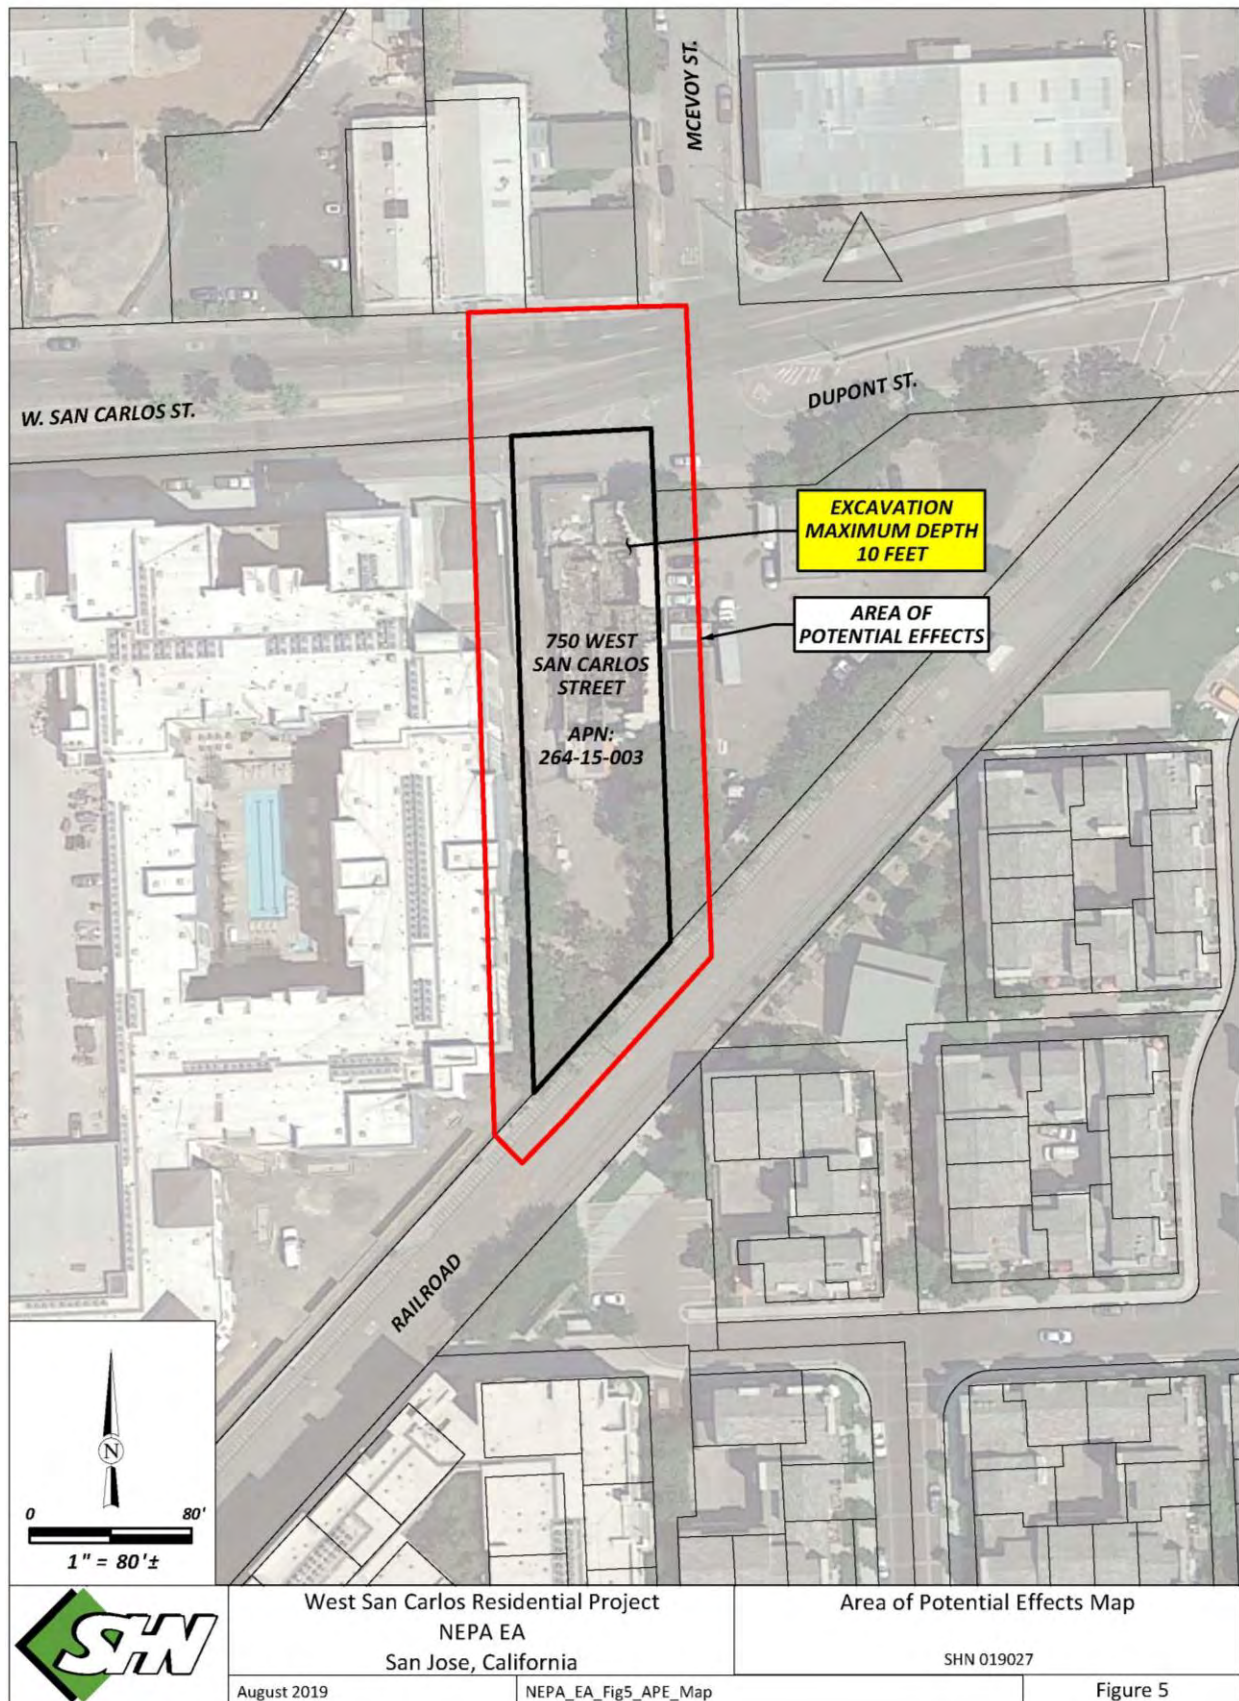 MCEVOY ST.
W. SAN CARLOS ST.
DUPONT ST.
EXCAVATION
MAXIMUM DEPTH
10 FEET
AREA OF
POTENTIAL EFFECTS
750 WEST
SAN CARLOS
STREET
APN:
264-15-003
RAILROAD
N
0 80'
1" = 80'±
SHN
West San Carlos Residential Project
NEPA EA
San Jose, California
Area of Potential Effects Map
SHN 019027
August 2019
NEPA_EA_Fig5_APE_Map
Figure 5